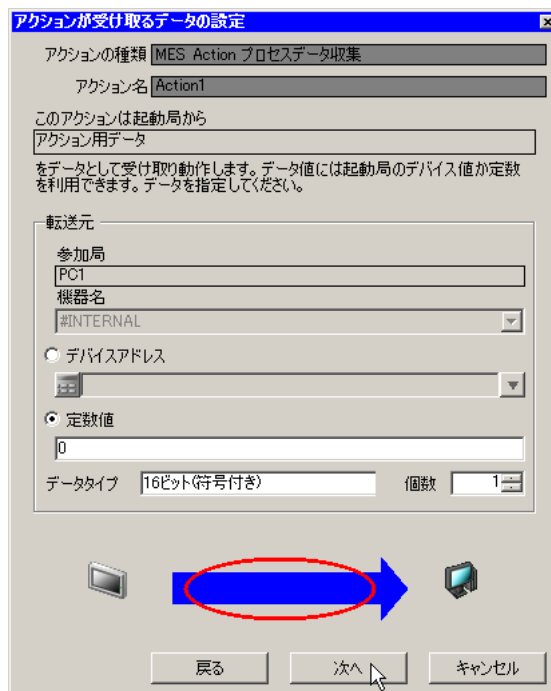 アクションが受け取るデータの設定
アクションの種類 MES Action プロセスデータ収集
アクション名 Action1
このアクションは起動局から
アクション用データ
をデータとして受け取り動作します。データ値には起動局のデバイス値か定数
を利用できます。データを指定してください。
転送元
参加局
PC1
機器名
#INTERNAL
デバイスアドレス
定数値
0
データタイプ 16ビット(符号付き) 個数 1
戻る 次へ キャンセル